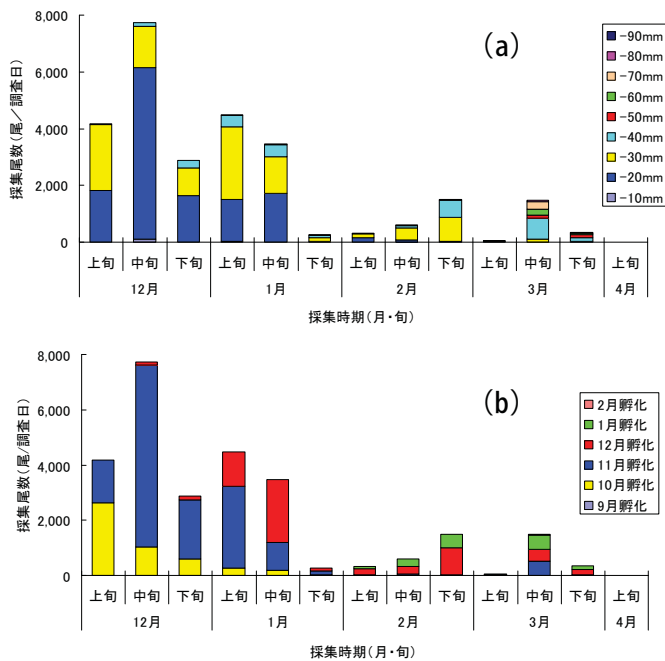 (a)
8,000
6,000
4,000
2,000
0
採集尾数(尾/調査日)
上旬 中旬 下旬 上旬 中旬 下旬 上旬 中旬 下旬 上旬 中旬 下旬 上旬
12月 1月 2月 3月 4月
採集時期(月・旬)
-90mm
-80mm
-70mm
-60mm
-50mm
-40mm
-30mm
-20mm
-10mm
(b)
8,000
6,000
4,000
2,000
0
採集尾数(尾/調査日)
上旬 中旬 下旬 上旬 中旬 下旬 上旬 中旬 下旬 上旬 中旬 下旬 上旬
12月 1月 2月 3月 4月
採集時期(月・旬)
2月孵化
1月孵化
12月孵化
11月孵化
10月孵化
9月孵化